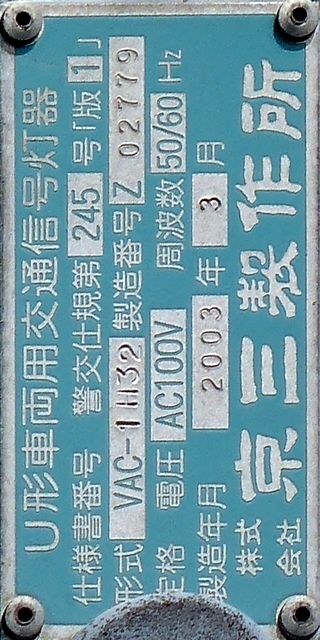 U形車両用交通信号灯器
仕様書番号 警交仕規第 245 号「版 1」
形式 VAC-1H32 製造番号 Z 02779
定格 電圧 AC100V 周波数 50/60 Hz
製造年月 2003 年 3 月
株式会社 京三製作所